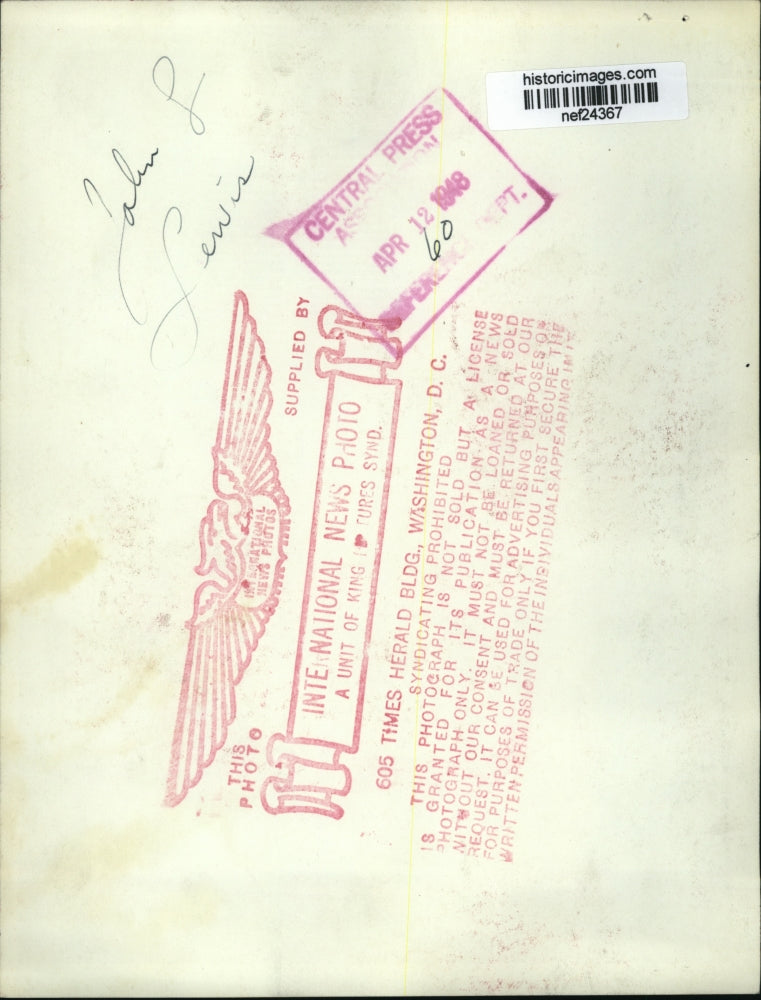 historicimages.com
nef24367
John L
Lewis
CENTRAL PRESS
APR 12 1948
60
DEPT.
THIS
PHOTO
SUPPLIED BY
INTERNATIONAL
NEWS PHOTOS
INTERNATIONAL NEWS PHOTO
A UNIT OF KING TURES SYND.
605 TIMES HERALD BLDG., WASHINGTON, D. C.
SYNDICATING PROHIBITED
THIS PHOTOGRAPH IS NOT SOLD BUT A LICENSE
IS GRANTED FOR ITS PUBLICATION AS A NEWS
PHOTOGRAPH ONLY. IT MUST NOT BE LOANED OR SOLD
WITHOUT OUR CONSENT AND MUST BE RETURNED AT OUR
REQUEST. IT CAN BE USED FOR ADVERTISING PURPOSES OR
FOR PURPOSES OF TRADE ONLY IF YOU FIRST SECURE THE
WRITTEN PERMISSION OF THE INDIVIDUALS APPEARING IN IT